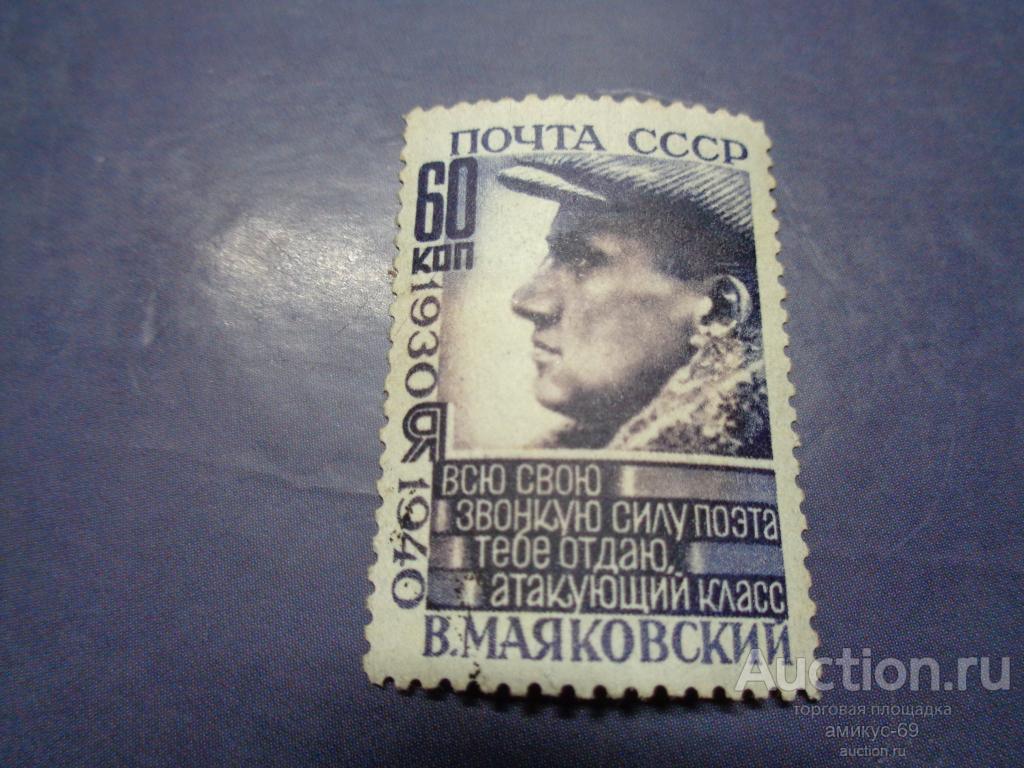 ПОЧТА СССР
60
КОП
1930
Я
1940
ВСЮ СВОЮ
ЗВОНКУЮ СИЛУ ПОЭТА
ТЕБЕ ОТДАЮ,
АТАКУЮЩИЙ КЛАСС
В.МАЯКОВСКИЙ
Auction.ru
торговая площадка
амикус-69
auction.ru